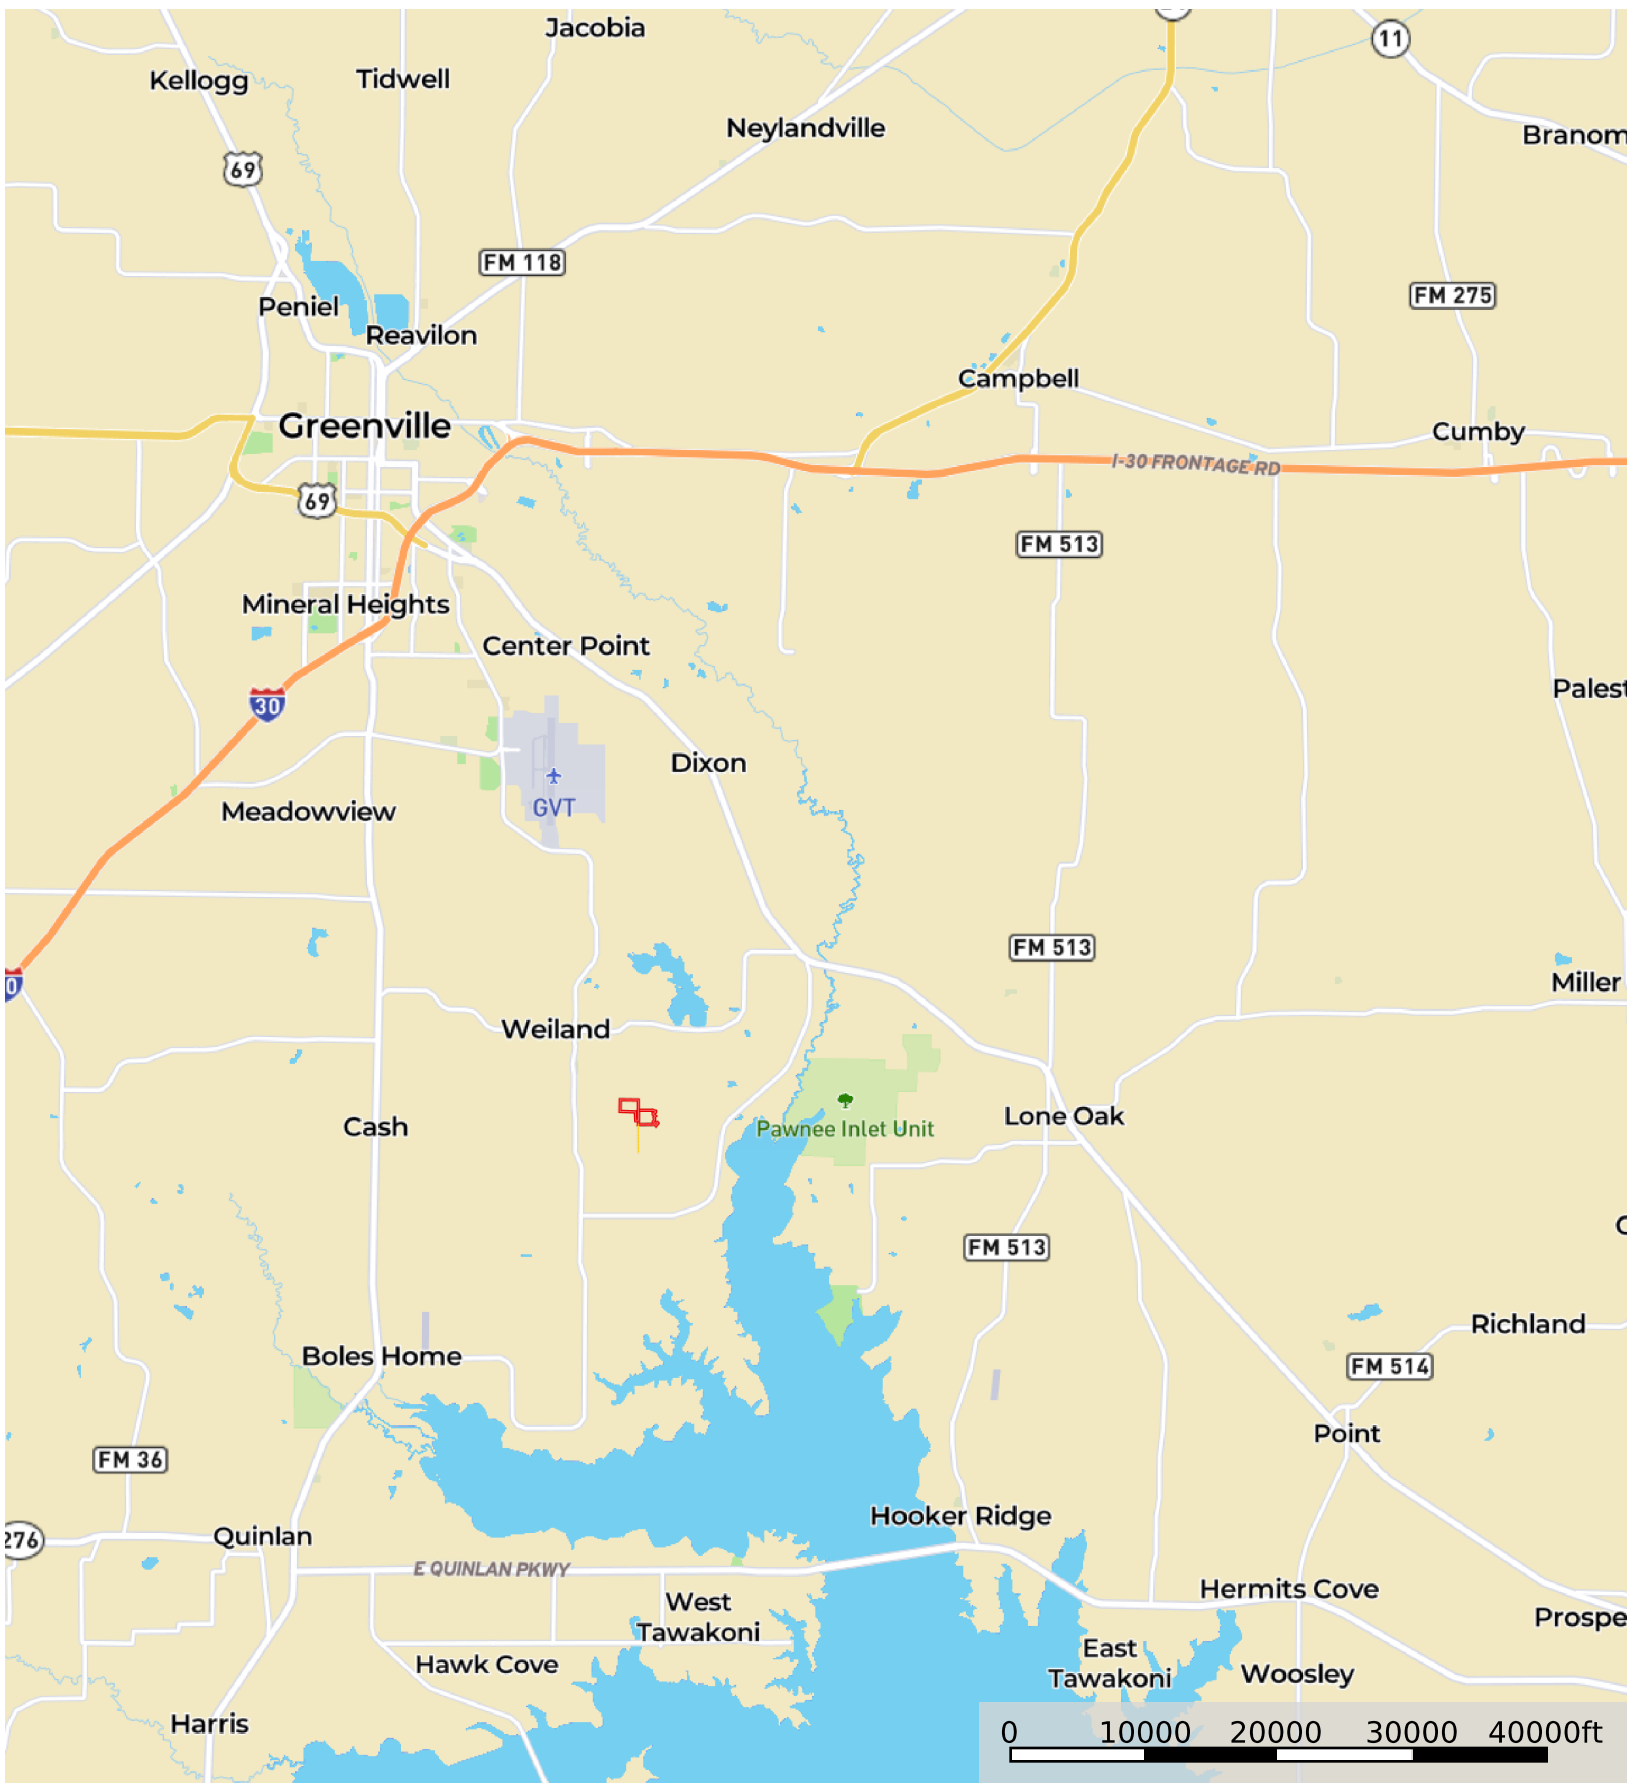 Jacobia
11
Kellogg
Tidwell
Neylandville
Branom
69
FM 118
FM 275
Peniel
Reavilon
Campbell
Greenville
Cumby
I-30 FRONTAGE RD
69
FM 513
Mineral Heights
Center Point
30
Palest
Dixon
GVT
Meadowview
FM 513
0
Miller
Weiland
Cash
Pawnee Inlet Unit
Lone Oak
C
FM 513
Richland
Boles Home
FM 514
Point
FM 36
Hooker Ridge
276
Quinlan
E QUINLAN PKWY
Hermits Cove
West
Tawakoni
Prospe
Hawk Cove
East
Tawakoni
Woosley
Harris
0 10000 20000 30000 40000ft